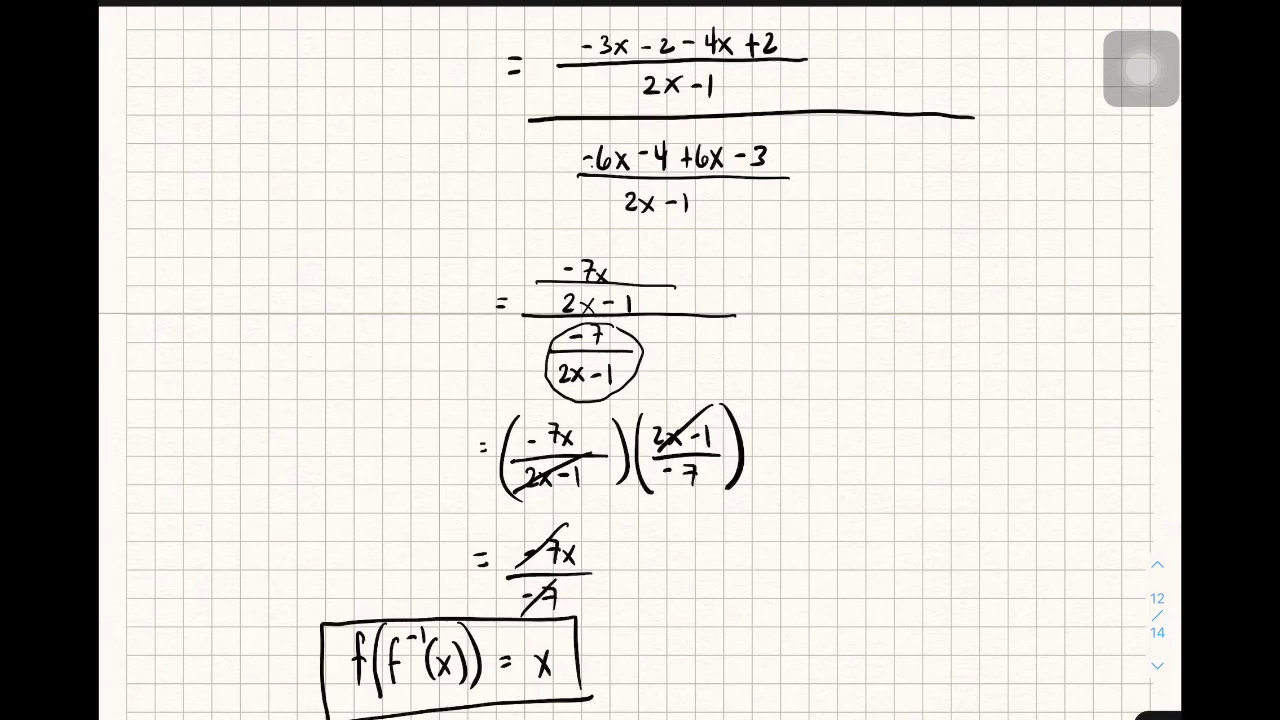 = -3x - 2 - 4x + 2
2x - 1
-6x - 4 + 6x - 3
2x - 1
= -7x
2x - 1
-7
2x - 1
= (-7x / 2x - 1) (2x - 1 / -7)
= -7x
-7
f(f⁻¹(x)) = x
12
/
14